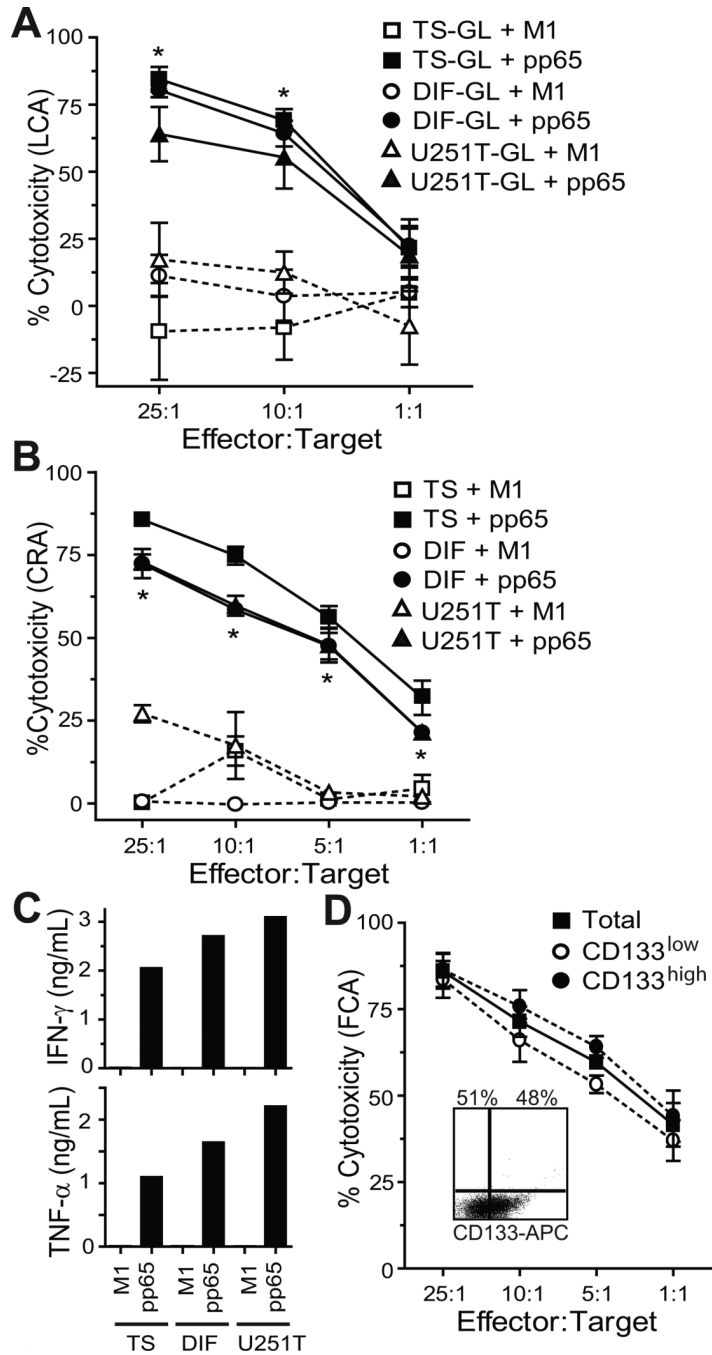 A
% Cytotoxicity (LCA)
100
75
50
25
0
-25
* *
25:1 10:1 1:1
Effector:Target
TS-GL + M1
TS-GL + pp65
DIF-GL + M1
DIF-GL + pp65
U251T-GL + M1
U251T-GL + pp65
B
%Cytotoxicity (CRA)
100
75
50
25
0
* * * *
25:1 10:1 5:1 1:1
Effector:Target
TS + M1
TS + pp65
DIF + M1
DIF + pp65
U251T + M1
U251T + pp65
C
IFN-γ (ng/mL)
3
2
1
0
TNF-α (ng/mL)
2
1
0
M1 pp65 M1 pp65 M1 pp65
TS DIF U251T
D
% Cytotoxicity (FCA)
100
75
50
25
0
Total
CD133low
CD133high
51% 48%
CD133-APC
25:1 10:1 5:1 1:1
Effector:Target